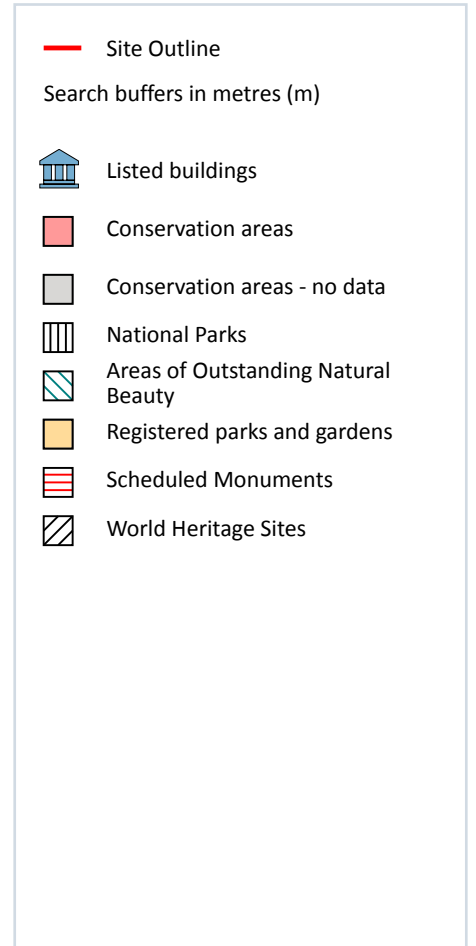 Site Outline
Search buffers in metres (m)
Listed buildings
Conservation areas
Conservation areas - no data
National Parks
Areas of Outstanding Natural
Beauty
Registered parks and gardens
Scheduled Monuments
World Heritage Sites